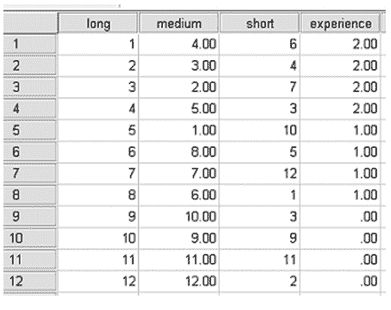 long medium short experience
1 1 4.00 6 2.00
2 2 3.00 4 2.00
3 3 2.00 7 2.00
4 4 5.00 3 2.00
5 5 1.00 10 1.00
6 6 8.00 5 1.00
7 7 7.00 12 1.00
8 8 6.00 1 1.00
9 9 10.00 3 .00
10 10 9.00 9 .00
11 11 11.00 11 .00
12 12 12.00 2 .00